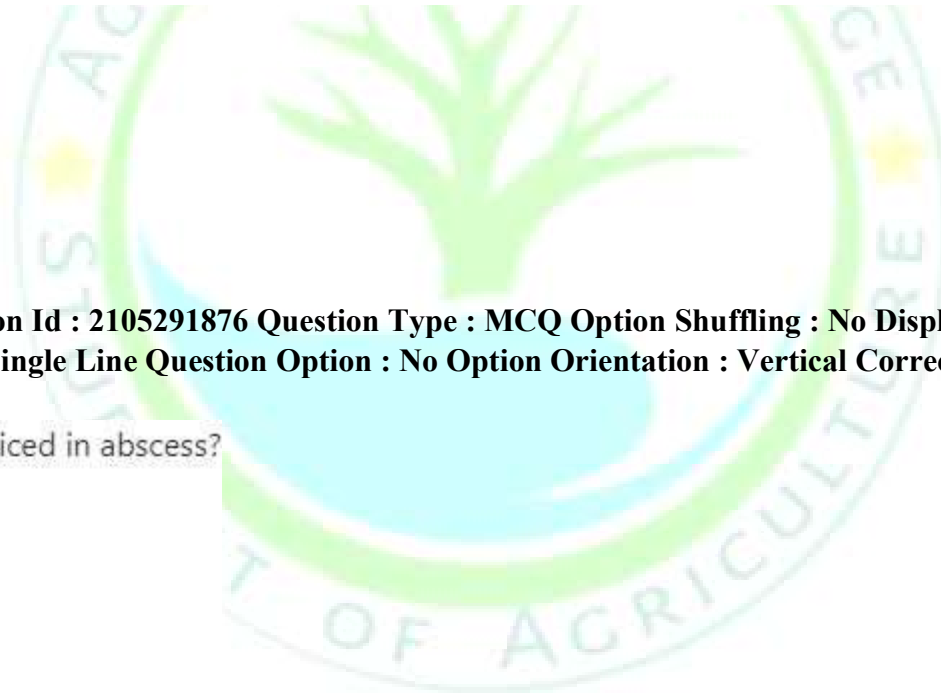 on Id : 2105291876 Question Type : MCQ Option Shuffling : No Displ
ingle Line Question Option : No Option Orientation : Vertical Correc
iced in abscess?
OF AGRICULTURE